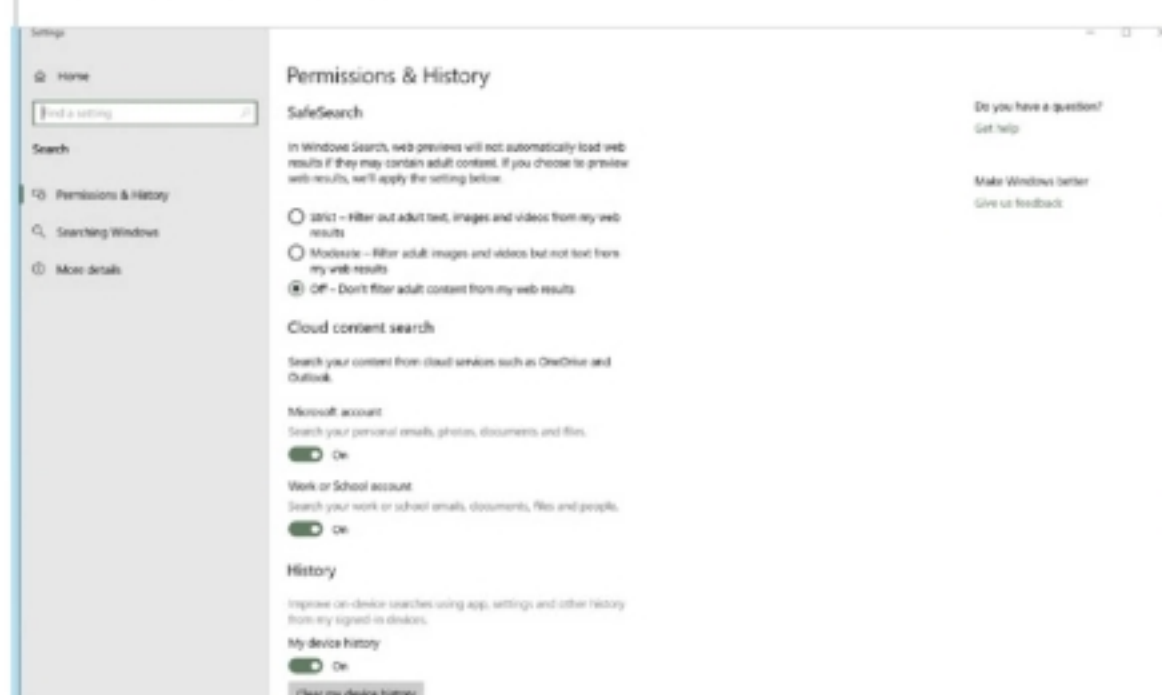 Settings
Home
Find a setting
Search
Permissions & History
Searching Windows
More details
Permissions & History
SafeSearch
In Windows Search, web previews will not automatically load web
results if they may contain adult content. If you choose to preview
web results, we'll apply the setting below.
Strict – Filter out adult text, images and videos from my web
results
Moderate – Filter adult images and videos but not text from
my web results
Off – Don't filter adult content from my web results
Cloud content search
Search your content from cloud services such as OneDrive and
Outlook.
Microsoft account
Search your personal emails, photos, documents and files.
On
Work or School account
Search your work or school emails, documents, files and people.
On
History
Improve on-device searches using app, settings and other history
from my signed-in devices.
My device history
On
Clear my device history
Do you have a question?
Get help
Make Windows better
Give us feedback